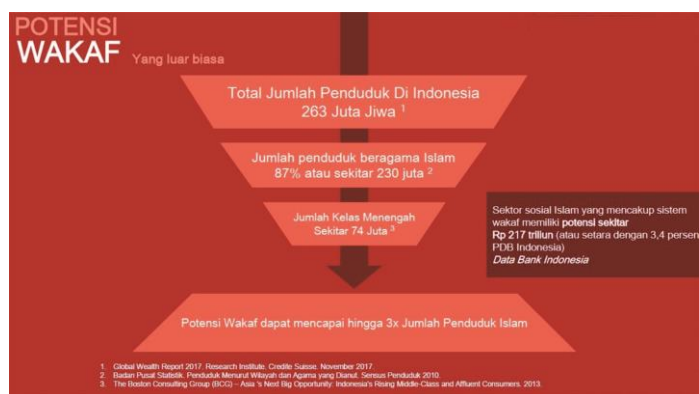 POTENSI
WAKAF Yang luar biasa
Total Jumlah Penduduk Di Indonesia
263 Juta Jiwa 1
Jumlah penduduk beragama Islam
87% atau sekitar 230 juta 2
Jumlah Kelas Menengah
Sekitar 74 Juta 3
Sektor sosial Islam yang mencakup sistem
wakaf memiliki potensi sekitar
Rp 217 triliun (atau setara dengan 3,4 persen
PDB Indonesia)
Data Bank Indonesia
Potensi Wakaf dapat mencapai hingga 3x Jumlah Penduduk Islam
1. Global Wealth Report 2017. Research Institute. Credite Suisse. November 2017.
2. Badan Pusat Statistik. Penduduk Menurut Wilayah dan Agama yang Dianut. Sensus Penduduk 2010.
3. The Boston Consulting Group (BCG) – Asia 's Next Big Opportunity: Indonesia's Rising Middle-Class and Affluent Consumers. 2013.